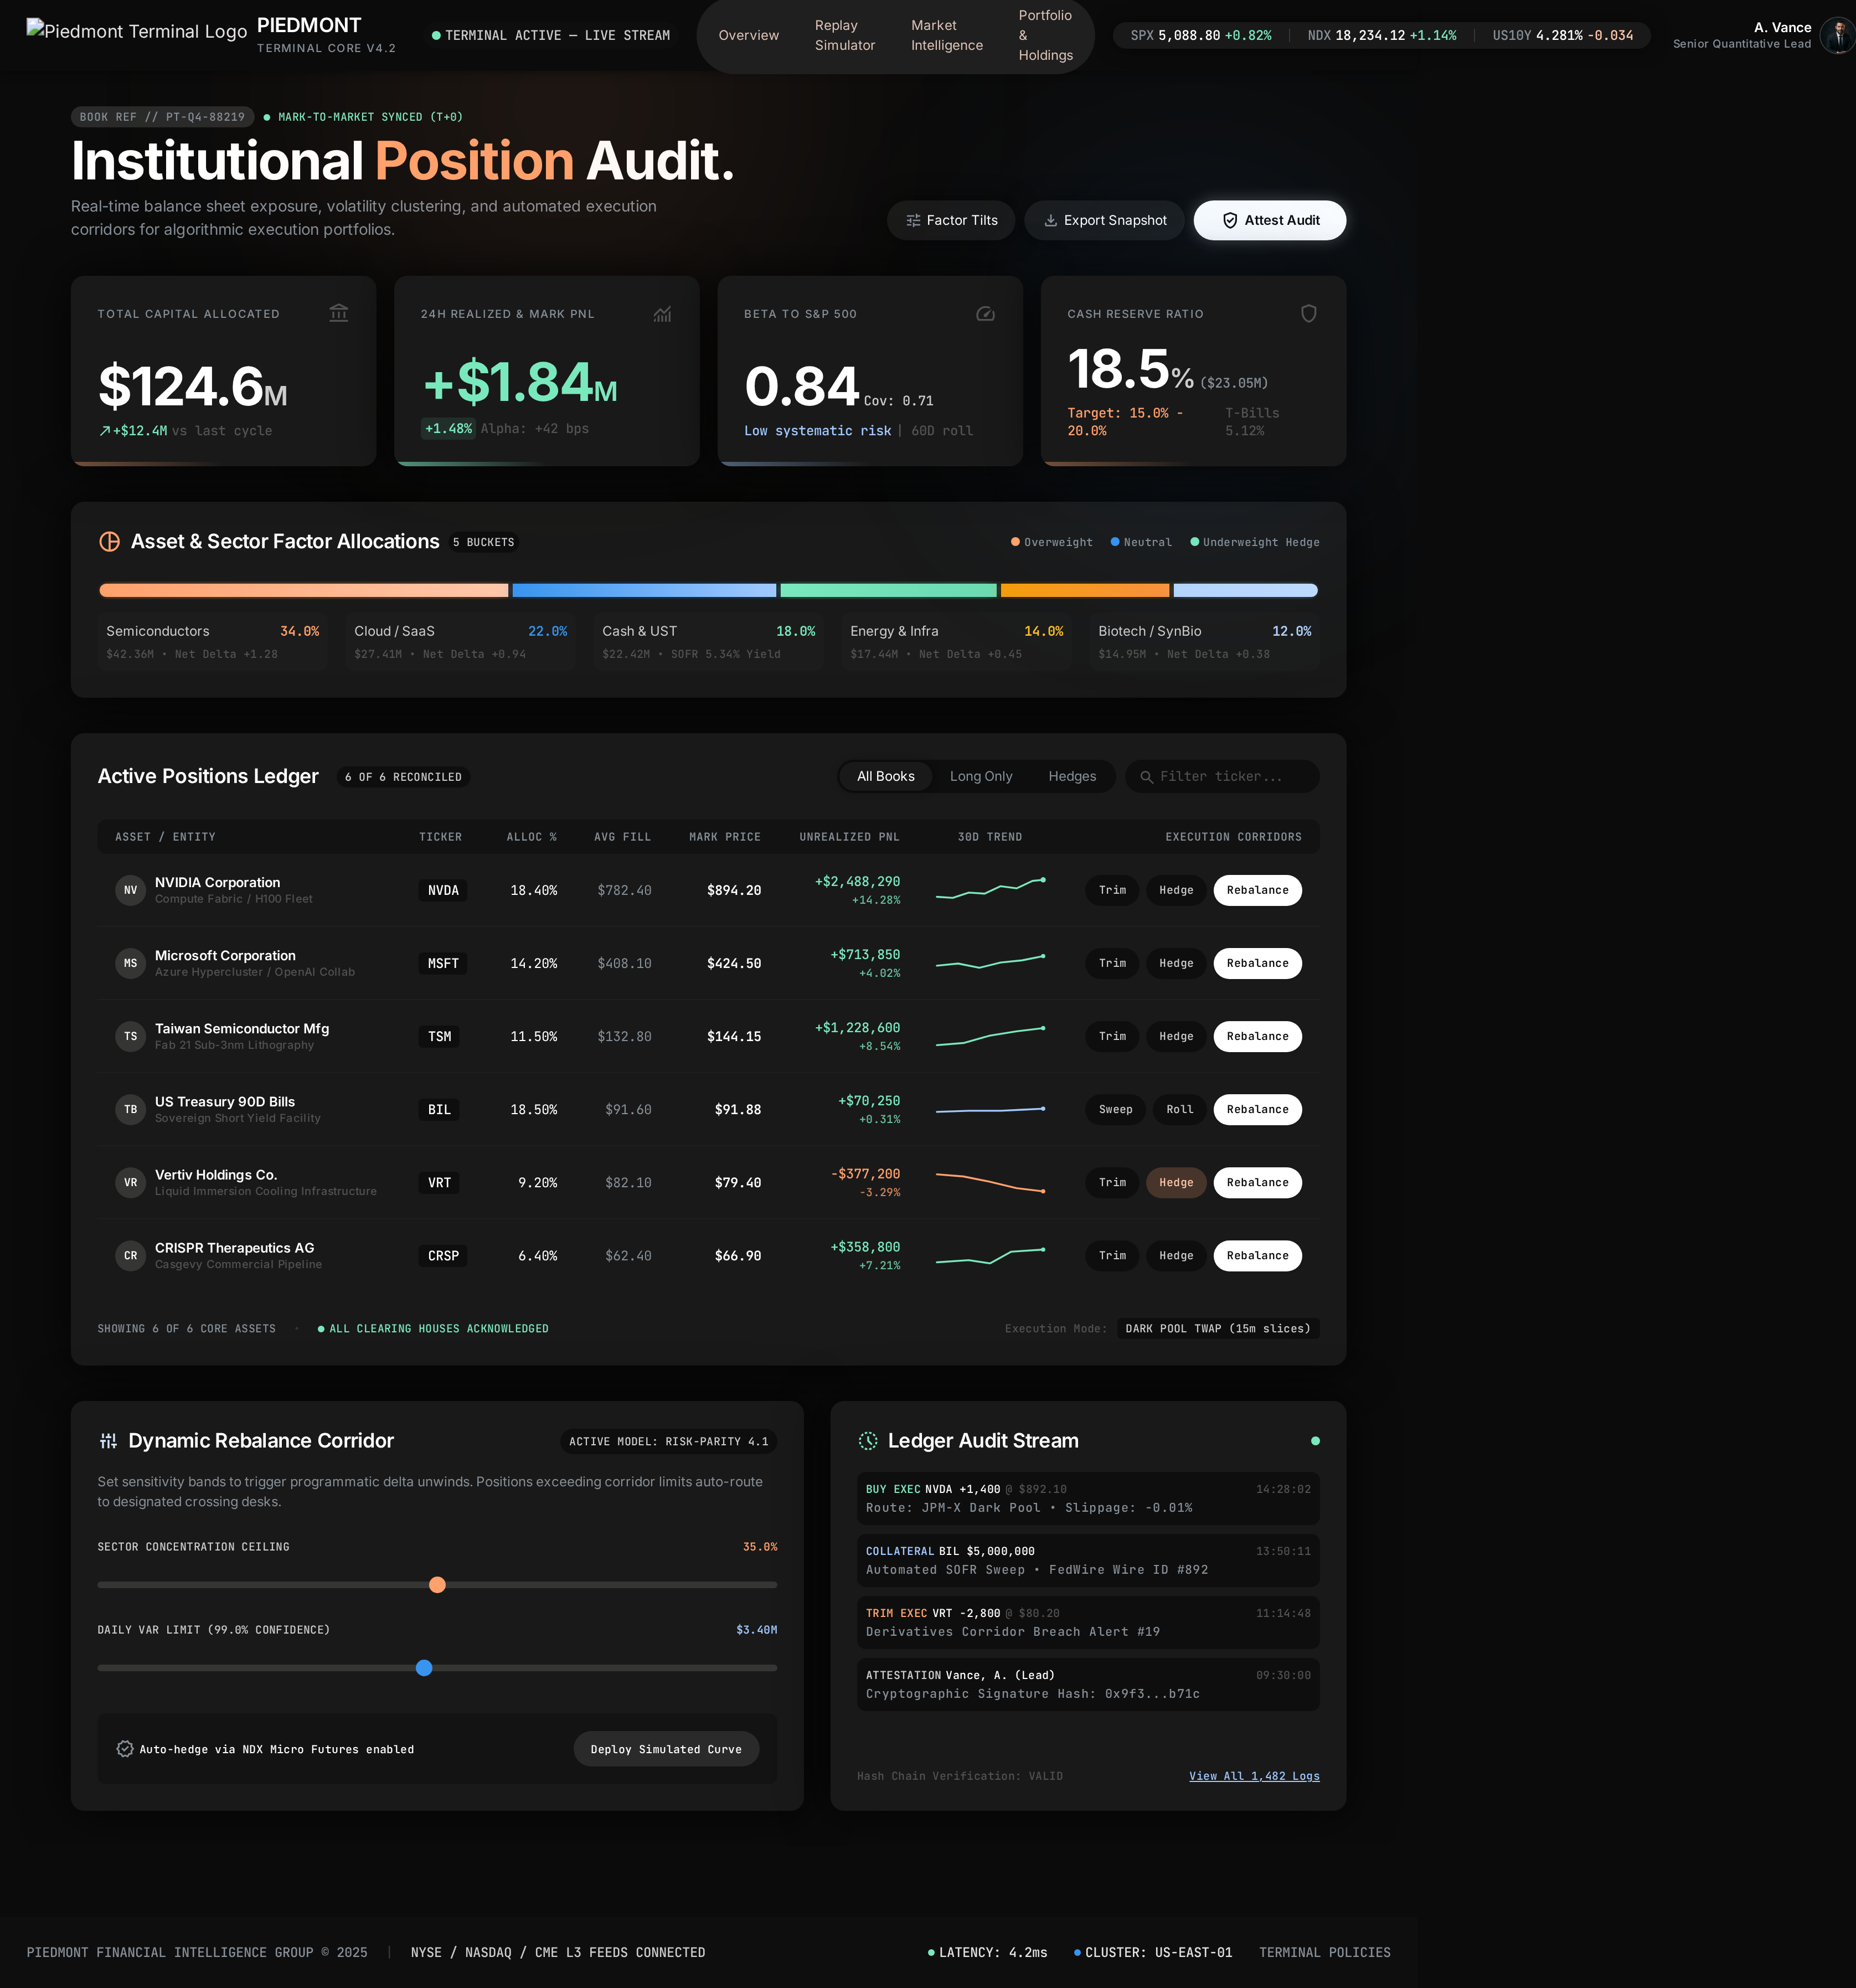 Piedmont Terminal Logo
PIEDMONT
TERMINAL CORE V4.2
TERMINAL ACTIVE — LIVE STREAM
Overview
Replay
Simulator
Market
Intelligence
Portfolio
&
Holdings
SPX 5,088.80 +0.82% | NDX 18,234.12 +1.14% | US10Y 4.281% -0.034
A. Vance
Senior Quantitative Lead
BOOK REF // PT-Q4-88219
MARK-TO-MARKET SYNCED (T+0)
Institutional Position Audit.
Real-time balance sheet exposure, volatility clustering, and automated execution
corridors for algorithmic execution portfolios.
Factor Tilts
Export Snapshot
Attest Audit
TOTAL CAPITAL ALLOCATED
$124.6M
+$12.4M vs last cycle
24H REALIZED & MARK PNL
+$1.84M
+1.48% Alpha: +42 bps
BETA TO S&P 500
0.84 Cov: 0.71
Low systematic risk | 60D roll
CASH RESERVE RATIO
18.5% ($23.05M)
Target: 15.0% -
20.0%
T-Bills
5.12%
Asset & Sector Factor Allocations 5 BUCKETS
Overweight
Neutral
Underweight Hedge
Semiconductors 34.0%
$42.36M • Net Delta +1.28
Cloud / SaaS 22.0%
$27.41M • Net Delta +0.94
Cash & UST 18.0%
$22.42M • SOFR 5.34% Yield
Energy & Infra 14.0%
$17.44M • Net Delta +0.45
Biotech / SynBio 12.0%
$14.95M • Net Delta +0.38
Active Positions Ledger 6 OF 6 RECONCILED
All Books
Long Only
Hedges
Filter ticker...
ASSET / ENTITY TICKER ALLOC % AVG FILL MARK PRICE UNREALIZED PNL 30D TREND EXECUTION CORRIDORS
NV NVIDIA Corporation
Compute Fabric / H100 Fleet
NVDA 18.40% $782.40 $894.20 +$2,488,290
+14.28%
Trim Hedge Rebalance
MS Microsoft Corporation
Azure Hypercluster / OpenAI Collab
MSFT 14.20% $408.10 $424.50 +$713,850
+4.02%
Trim Hedge Rebalance
TS Taiwan Semiconductor Mfg
Fab 21 Sub-3nm Lithography
TSM 11.50% $132.80 $144.15 +$1,228,600
+8.54%
Trim Hedge Rebalance
TB US Treasury 90D Bills
Sovereign Short Yield Facility
BIL 18.50% $91.60 $91.88 +$70,250
+0.31%
Sweep Roll Rebalance
VR Vertiv Holdings Co.
Liquid Immersion Cooling Infrastructure
VRT 9.20% $82.10 $79.40 -$377,200
-3.29%
Trim Hedge Rebalance
CR CRISPR Therapeutics AG
Casgevy Commercial Pipeline
CRSP 6.40% $62.40 $66.90 +$358,800
+7.21%
Trim Hedge Rebalance
SHOWING 6 OF 6 CORE ASSETS • ALL CLEARING HOUSES ACKNOWLEDGED
Execution Mode: DARK POOL TWAP (15m slices)
Dynamic Rebalance Corridor
ACTIVE MODEL: RISK-PARITY 4.1
Set sensitivity bands to trigger programmatic delta unwinds. Positions exceeding corridor limits auto-route
to designated crossing desks.
SECTOR CONCENTRATION CEILING 35.0%
DAILY VAR LIMIT (99.0% CONFIDENCE) $3.40M
Auto-hedge via NDX Micro Futures enabled
Deploy Simulated Curve
Ledger Audit Stream
BUY EXEC NVDA +1,400 @ $892.10 14:28:02
Route: JPM-X Dark Pool • Slippage: -0.01%
COLLATERAL BIL $5,000,000 13:50:11
Automated SOFR Sweep • FedWire Wire ID #892
TRIM EXEC VRT -2,800 @ $80.20 11:14:48
Derivatives Corridor Breach Alert #19
ATTESTATION Vance, A. (Lead) 09:30:00
Cryptographic Signature Hash: 0x9f3...b71c
Hash Chain Verification: VALID
View All 1,482 Logs
PIEDMONT FINANCIAL INTELLIGENCE GROUP © 2025 | NYSE / NASDAQ / CME L3 FEEDS CONNECTED
LATENCY: 4.2ms
CLUSTER: US-EAST-01
TERMINAL POLICIES